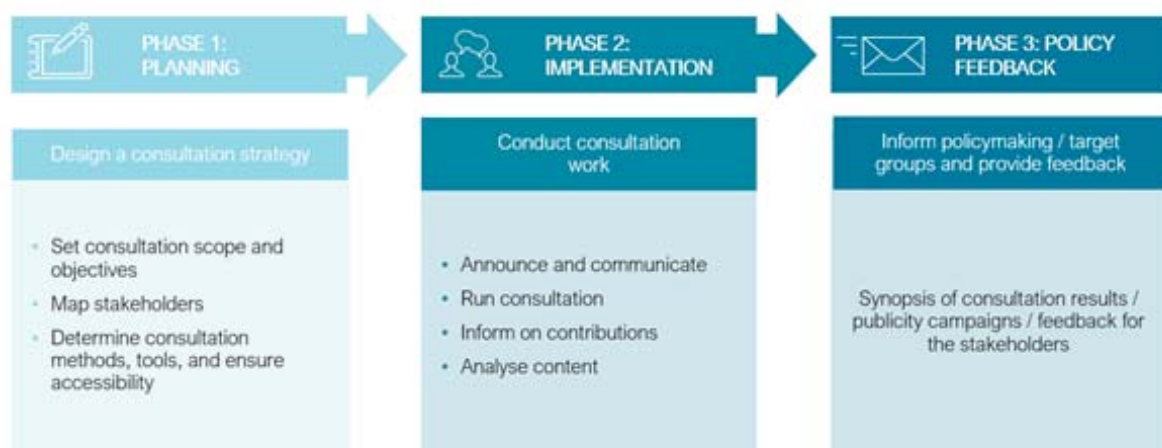 PHASE 1:
PLANNING
Design a consultation strategy
• Set consultation scope and
objectives
• Map stakeholders
• Determine consultation
methods, tools, and ensure
accessibility
PHASE 2:
IMPLEMENTATION
Conduct consultation
work
• Announce and communicate
• Run consultation
• Inform on contributions
• Analyse content
PHASE 3: POLICY
FEEDBACK
Inform policymaking / target
groups and provide feedback
Synopsis of consultation results /
publicity campaigns / feedback for
the stakeholders